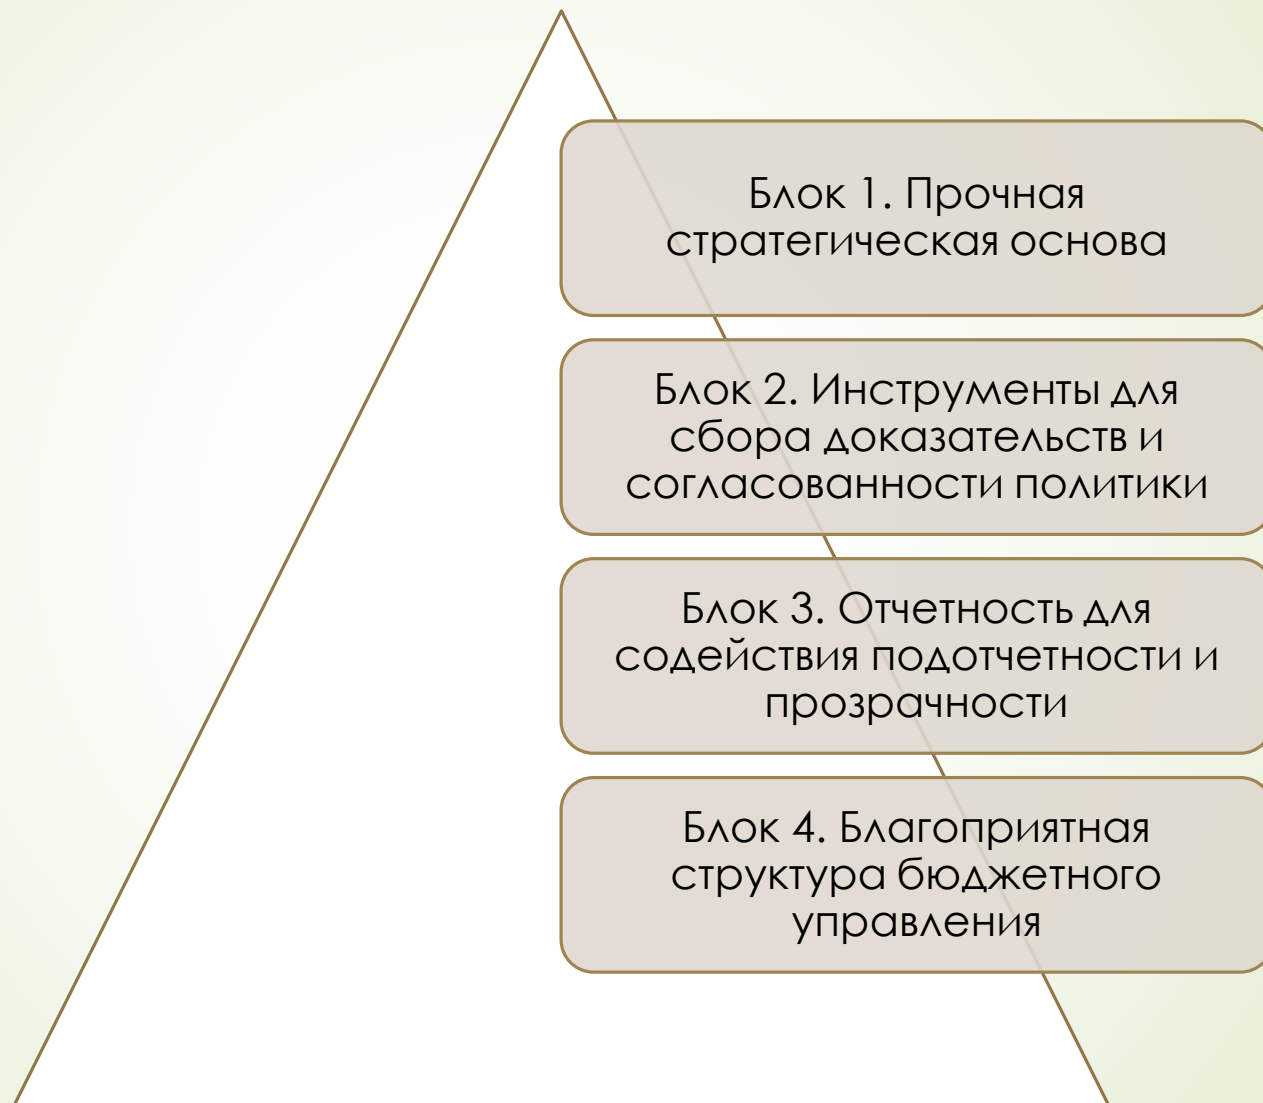 Блок 1. Прочная
стратегическая основа
Блок 2. Инструменты для
сбора доказательств и
согласованности политики
Блок 3. Отчетность для
содействия подотчетности и
прозрачности
Блок 4. Благоприятная
структура бюджетного
управления